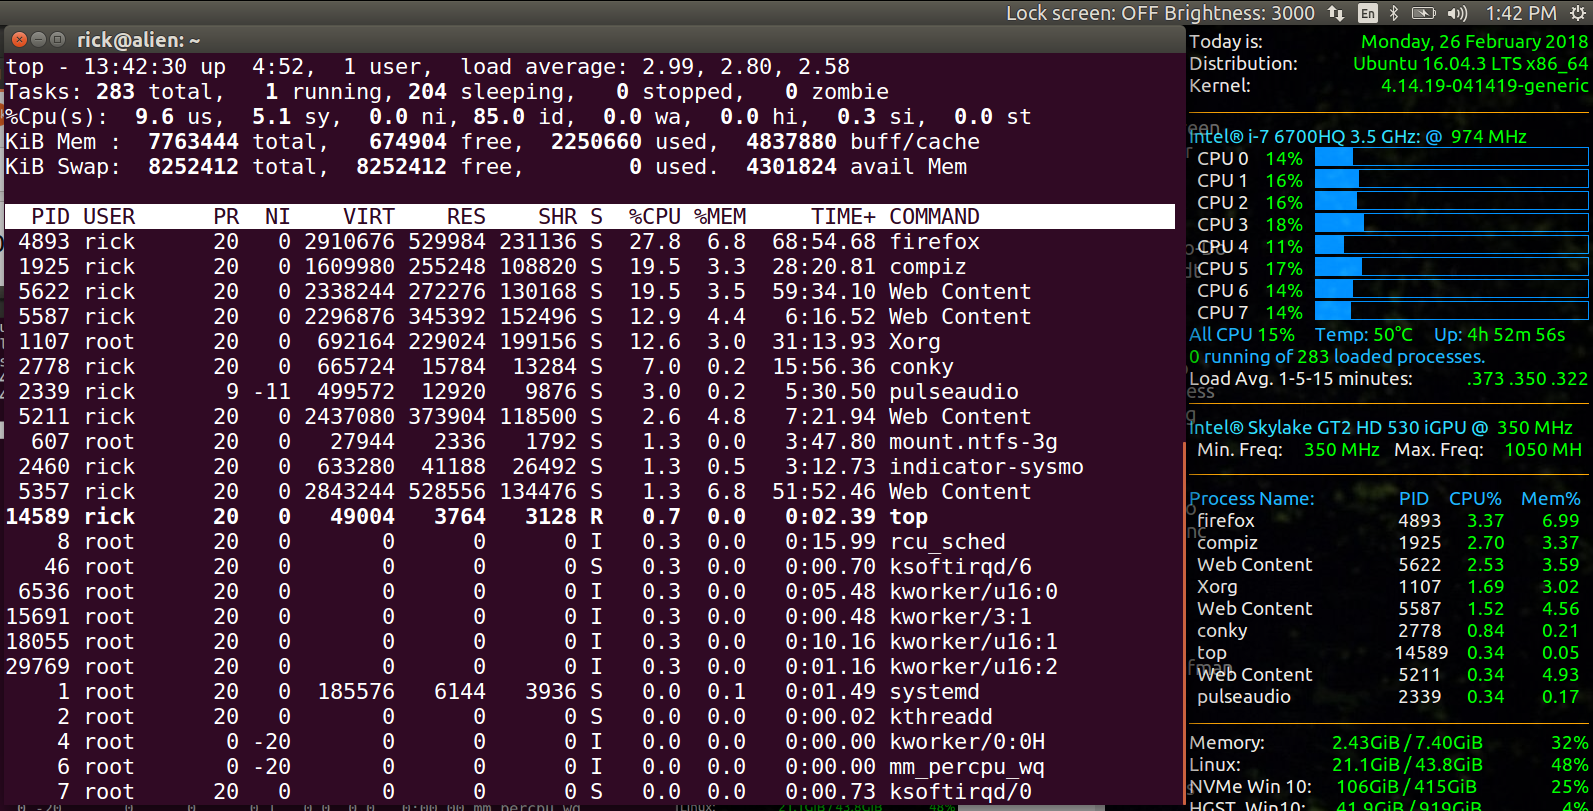 Lock screen: OFF Brightness: 3000 En 1:42 PM
rick@alien: ~
top - 13:42:30 up  4:52,  1 user,  load average: 2.99, 2.80, 2.58
Tasks: 283 total,   1 running, 204 sleeping,   0 stopped,   0 zombie
%Cpu(s):  9.6 us,  5.1 sy,  0.0 ni, 85.0 id,  0.0 wa,  0.0 hi,  0.3 si,  0.0 st
KiB Mem :  7763444 total,   674904 free,  2250660 used,  4837880 buff/cache
KiB Swap:  8252412 total,  8252412 free,        0 used.  4301824 avail Mem
PID USER PR NI VIRT RES SHR S %CPU %MEM TIME+ COMMAND
4893 rick 20 0 2910676 529984 231136 S 27.8 6.8 68:54.68 firefox
1925 rick 20 0 1609980 255248 108820 S 19.5 3.3 28:20.81 compiz
5622 rick 20 0 2338244 272276 130168 S 19.5 3.5 59:34.10 Web Content
5587 rick 20 0 2296876 345392 152496 S 12.9 4.4 6:16.52 Web Content
1107 root 20 0 692164 229024 199156 S 12.6 3.0 31:13.93 Xorg
2778 rick 20 0 665724 15784 13284 S 7.0 0.2 15:56.36 conky
2339 rick 9 -11 499572 12920 9876 S 3.0 0.2 5:30.50 pulseaudio
5211 rick 20 0 2437080 373904 118500 S 2.6 4.8 7:21.94 Web Content
607 root 20 0 27944 2336 1792 S 1.3 0.0 3:47.80 mount.ntfs-3g
2460 rick 20 0 633280 41188 26492 S 1.3 0.5 3:12.73 indicator-sysmo
5357 rick 20 0 2843244 528556 134476 S 1.3 6.8 51:52.46 Web Content
14589 rick 20 0 49004 3764 3128 R 0.7 0.0 0:02.39 top
8 root 20 0 0 0 0 I 0.3 0.0 0:15.99 rcu_sched
46 root 20 0 0 0 0 S 0.3 0.0 0:00.70 ksoftirqd/6
6536 root 20 0 0 0 0 I 0.3 0.0 0:05.48 kworker/u16:0
15691 root 20 0 0 0 0 I 0.3 0.0 0:00.48 kworker/3:1
18055 root 20 0 0 0 0 I 0.3 0.0 0:10.16 kworker/u16:1
29769 root 20 0 0 0 0 I 0.3 0.0 0:01.16 kworker/u16:2
1 root 20 0 185576 6144 3936 S 0.0 0.1 0:01.49 systemd
2 root 20 0 0 0 0 S 0.0 0.0 0:00.02 kthreadd
4 root 0 -20 0 0 0 I 0.0 0.0 0:00.00 kworker/0:0H
6 root 0 -20 0 0 0 I 0.0 0.0 0:00.00 mm_percpu_wq
7 root 20 0 0 0 0 S 0.0 0.0 0:00.73 ksoftirqd/0
Today is: Monday, 26 February 2018
Distribution: Ubuntu 16.04.3 LTS x86_64
Kernel: 4.14.19-041419-generic
Intel® i-7 6700HQ 3.5 GHz: @ 974 MHz
CPU 0 14%
CPU 1 16%
CPU 2 16%
CPU 3 18%
CPU 4 11%
CPU 5 17%
CPU 6 14%
CPU 7 14%
All CPU 15% Temp: 50°C Up: 4h 52m 56s
0 running of 283 loaded processes.
Load Avg. 1-5-15 minutes: .373 .350 .322
Intel® Skylake GT2 HD 530 iGPU @ 350 MHz
Min. Freq: 350 MHz Max. Freq: 1050 MH
Process Name: PID CPU% Mem%
firefox 4893 3.37 6.99
compiz 1925 2.70 3.37
Web Content 5622 2.53 3.59
Xorg 1107 1.69 3.02
Web Content 5587 1.52 4.56
conky 2778 0.84 0.21
top 14589 0.34 0.05
Web Content 5211 0.34 4.93
pulseaudio 2339 0.34 0.17
Memory: 2.43GiB / 7.40GiB 32%
Linux: 21.1GiB / 43.8GiB 48%
NVMe Win 10: 106GiB / 415GiB 25%
HGST Win10: 41.9GiB / 919GiB 4%